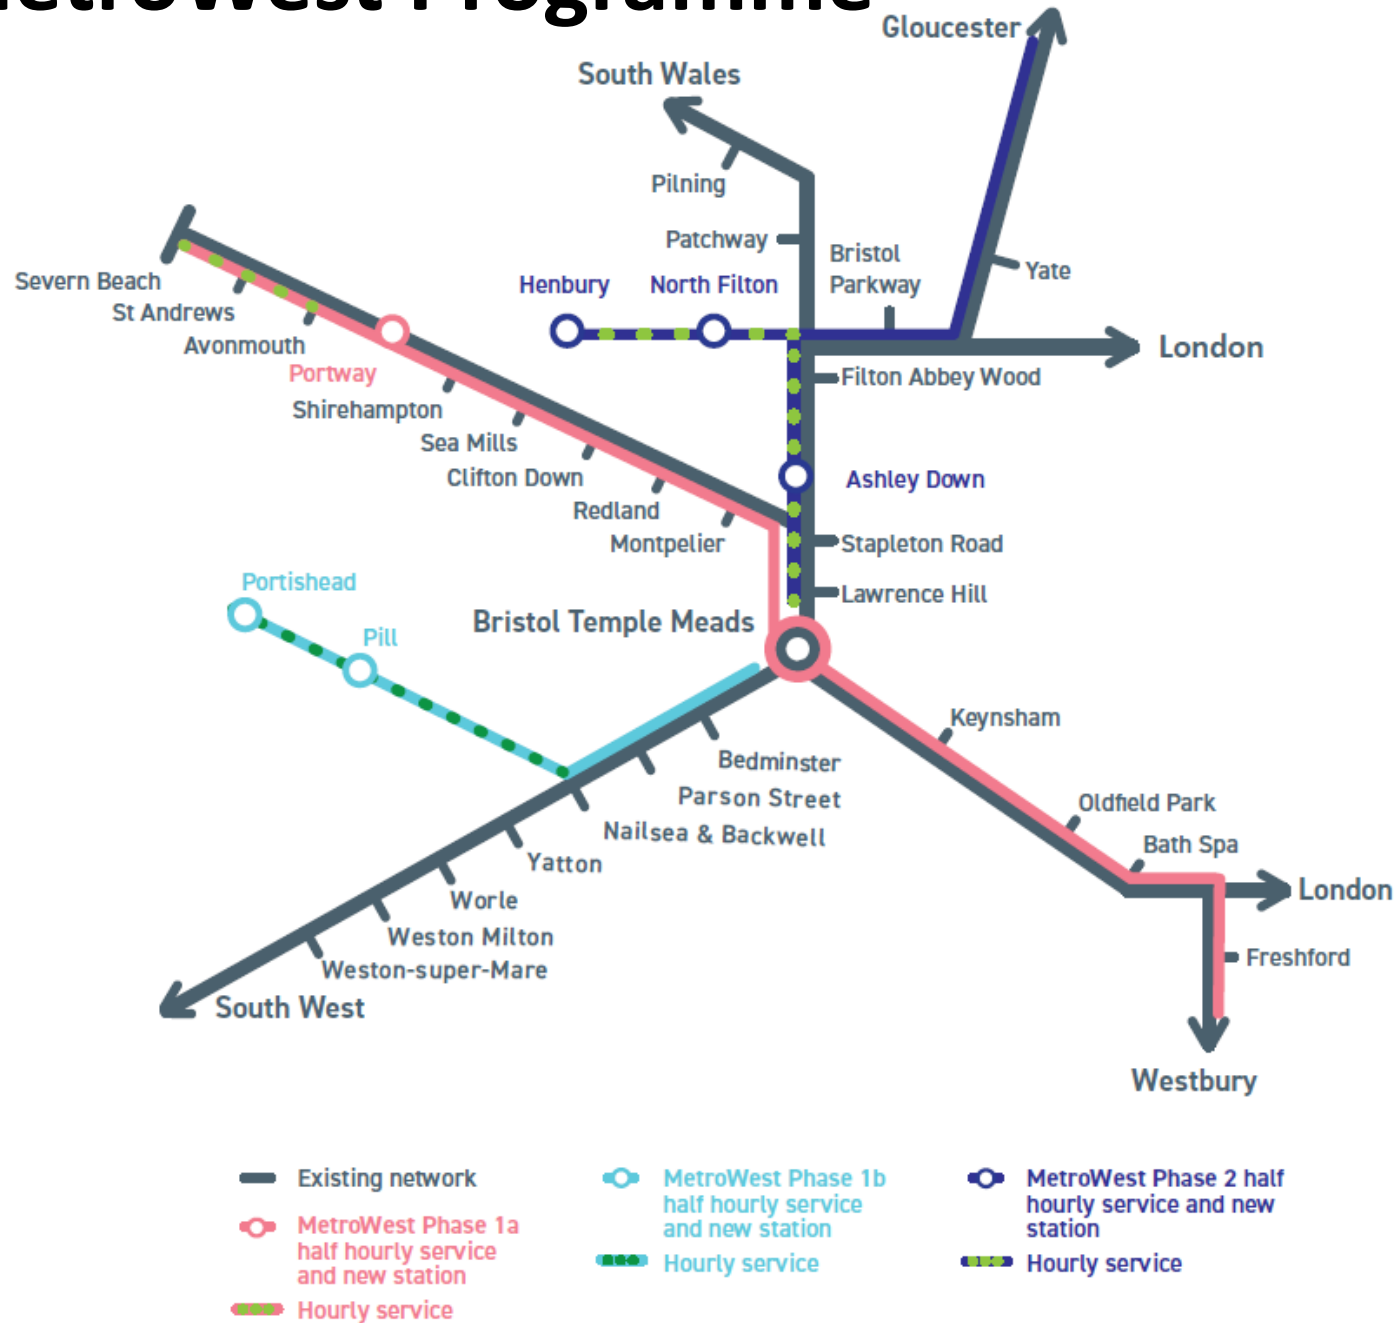 MetroWest Programme
Gloucester
South Wales
Pilning
Patchway
Bristol
Parkway
Yate
Severn Beach
Henbury
North Filton
St Andrews
Avonmouth
London
Portway
Filton Abbey Wood
Shirehampton
Sea Mills
Clifton Down
Ashley Down
Redland
Montpelier
Stapleton Road
Portishead
Lawrence Hill
Bristol Temple Meads
Pill
Keynsham
Bedminster
Parson Street
Oldfield Park
Nailsea & Backwell
Bath Spa
Yatton
London
Worle
Weston Milton
Freshford
Weston-super-Mare
South West
Westbury
Existing network
MetroWest Phase 1a
half hourly service
and new station
Hourly service
MetroWest Phase 1b
half hourly service
and new station
Hourly service
MetroWest Phase 2 half
hourly service and new
station
Hourly service